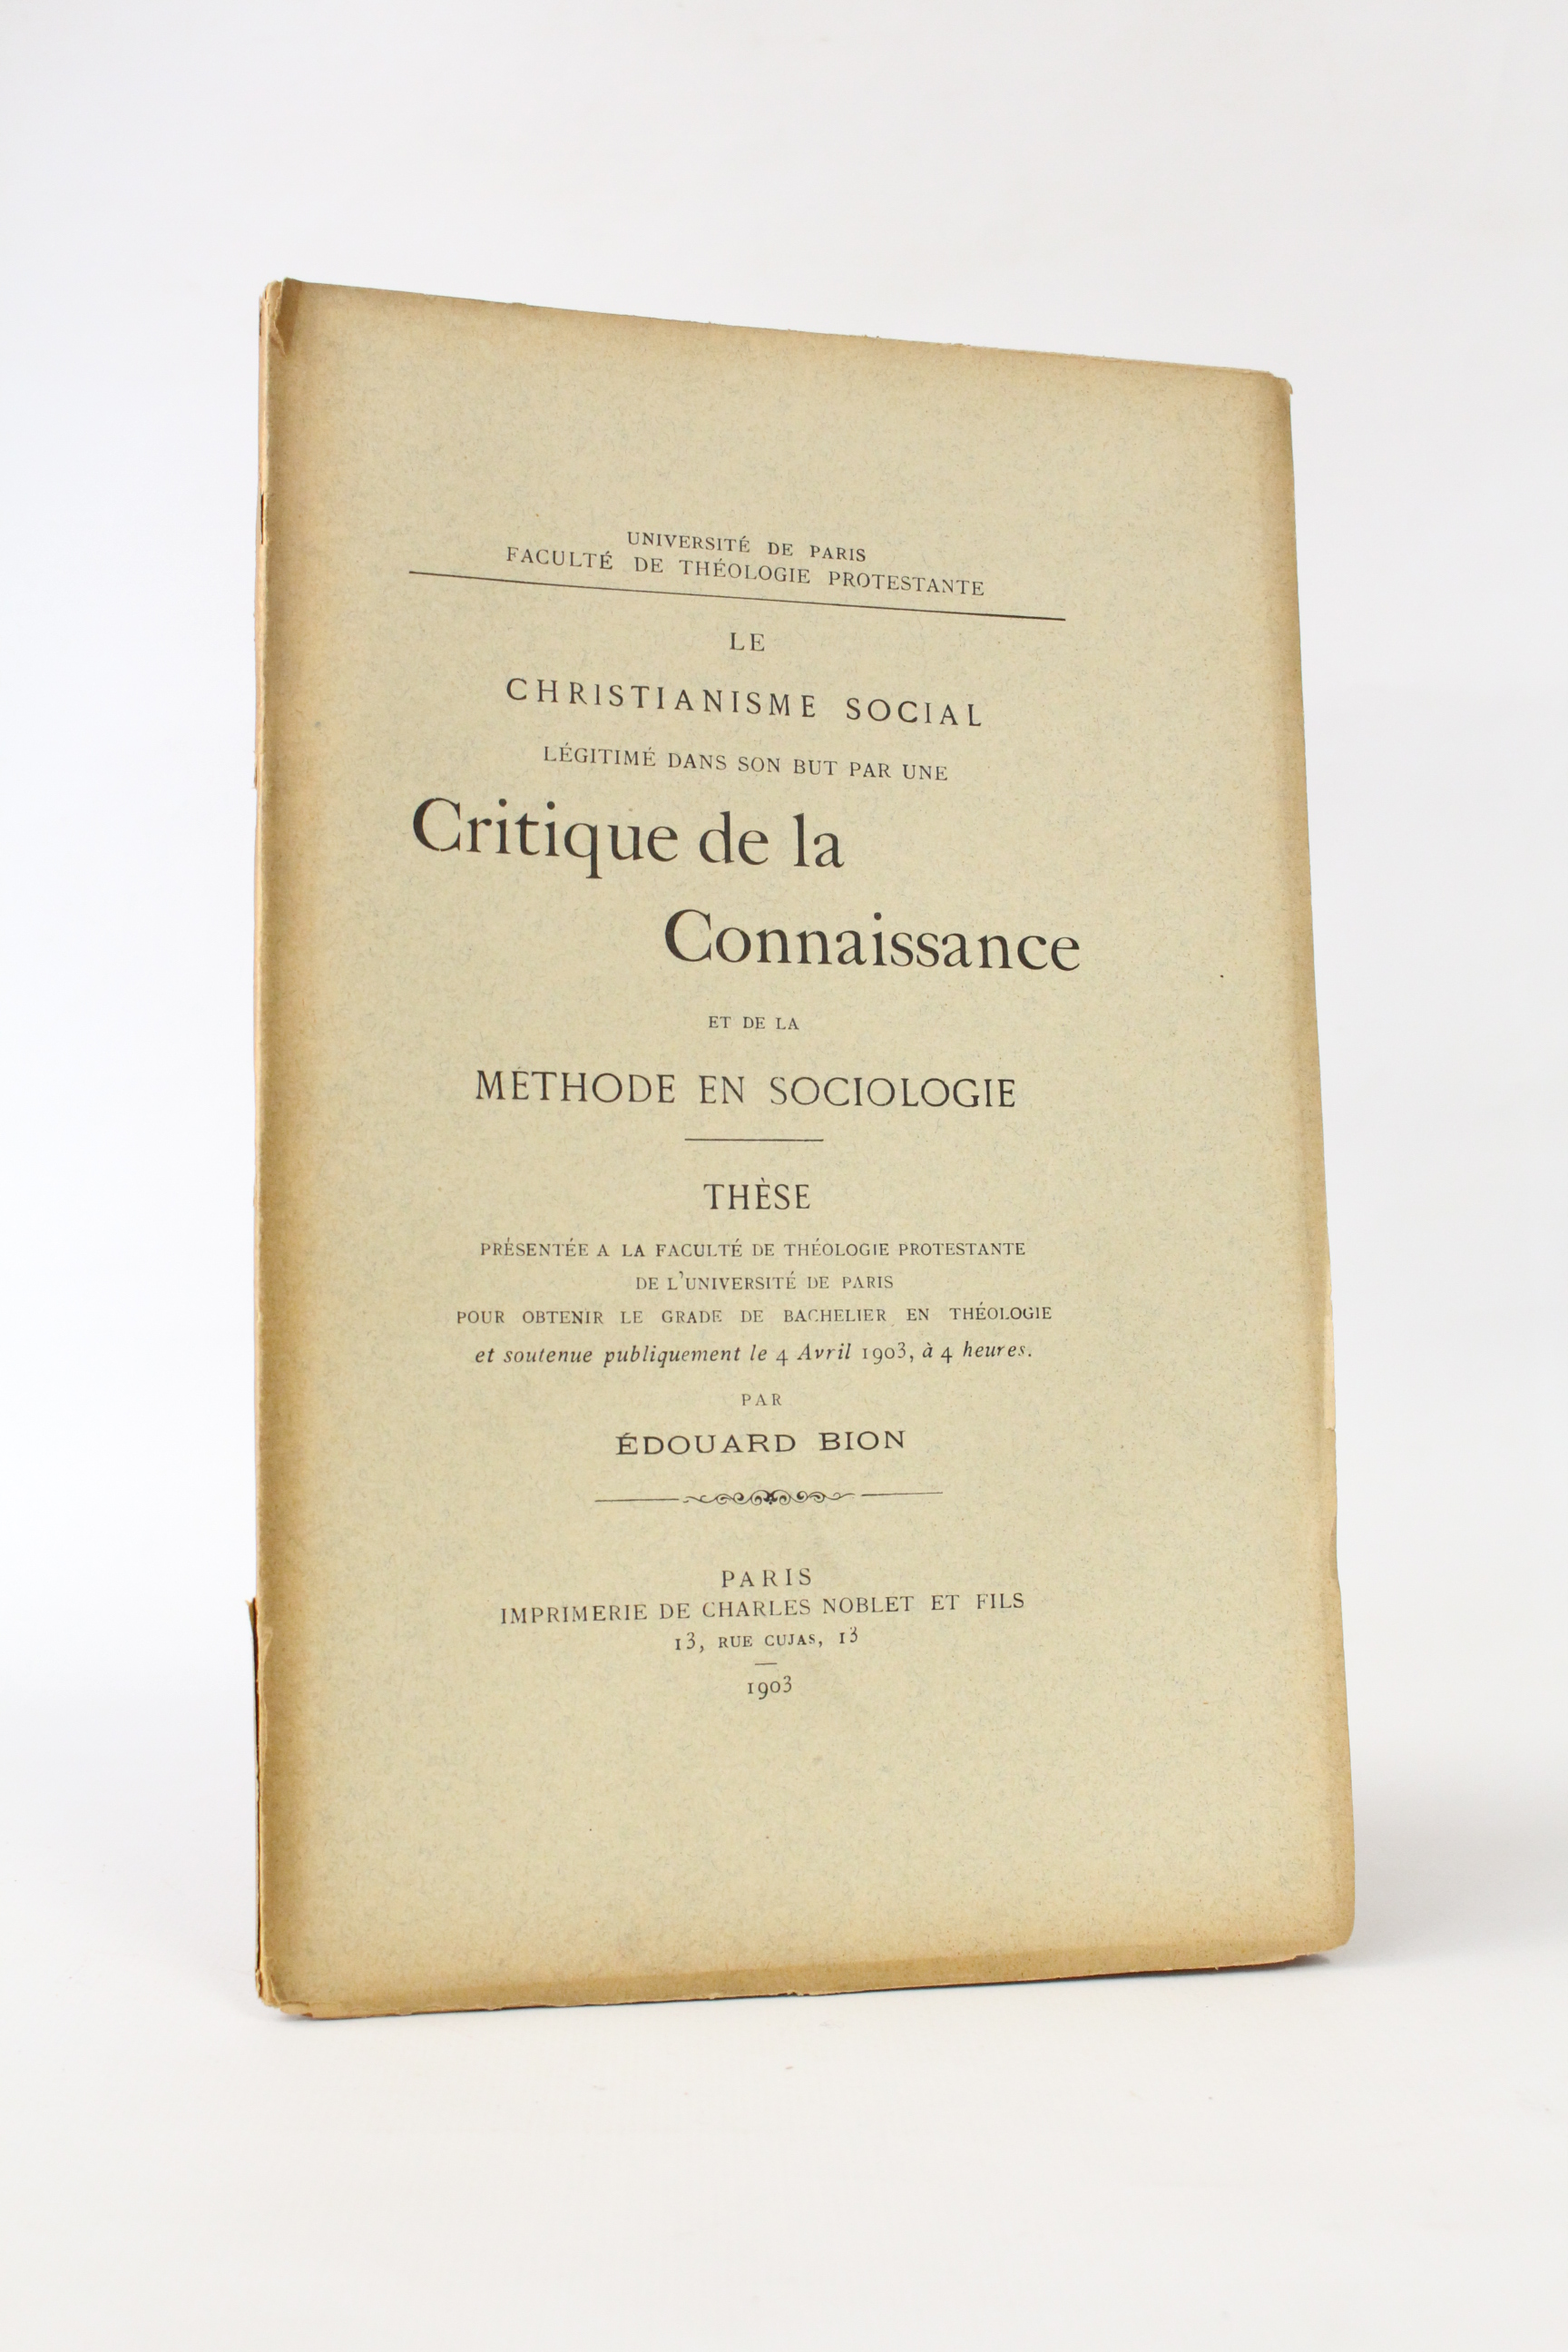 UNIVERSITÉ DE PARIS
FACULTÉ DE THÉOLOGIE PROTESTANTE
LE
CHRISTIANISME SOCIAL
LÉGITIMÉ DANS SON BUT PAR UNE
Critique de la
Connaissance
ET DE LA
MÉTHODE EN SOCIOLOGIE
THÈSE
PRÉSENTÉE A LA FACULTÉ DE THÉOLOGIE PROTESTANTE
DE L'UNIVERSITÉ DE PARIS
POUR OBTENIR LE GRADE DE BACHELIER EN THÉOLOGIE
et soutenue publiquement le 4 Avril 1903, à 4 heures.
PAR
ÉDOUARD BION
PARIS
IMPRIMERIE DE CHARLES NOBLET ET FILS
13, RUE CUJAS, 13
1903